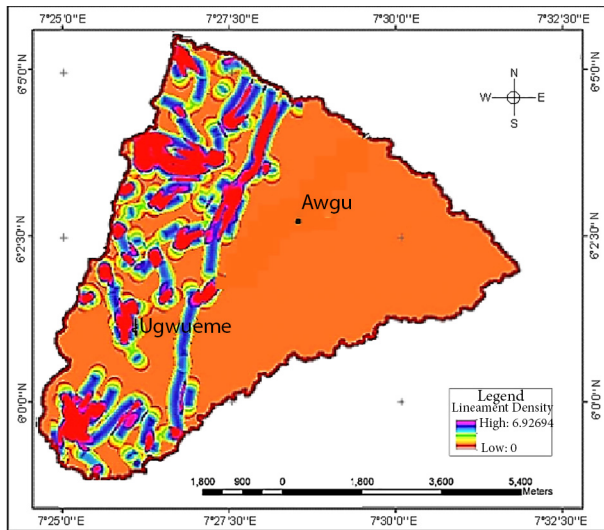 7°25'0"E 7°27'30"E 7°30'0"E 7°32'30"E
6°5'0"N 6°5'0"N
N
W E
S
Awgu
6°2'30"N 6°2'30"N
Ugwueme
6°0'0"N 6°0'0"N
Legend
Lineament Density
High: 6.92694
Low: 0
1,800 900 0 1,800 3,600 5,400
Meters
7°25'0"E 7°27'30"E 7°30'0"E 7°32'30"E